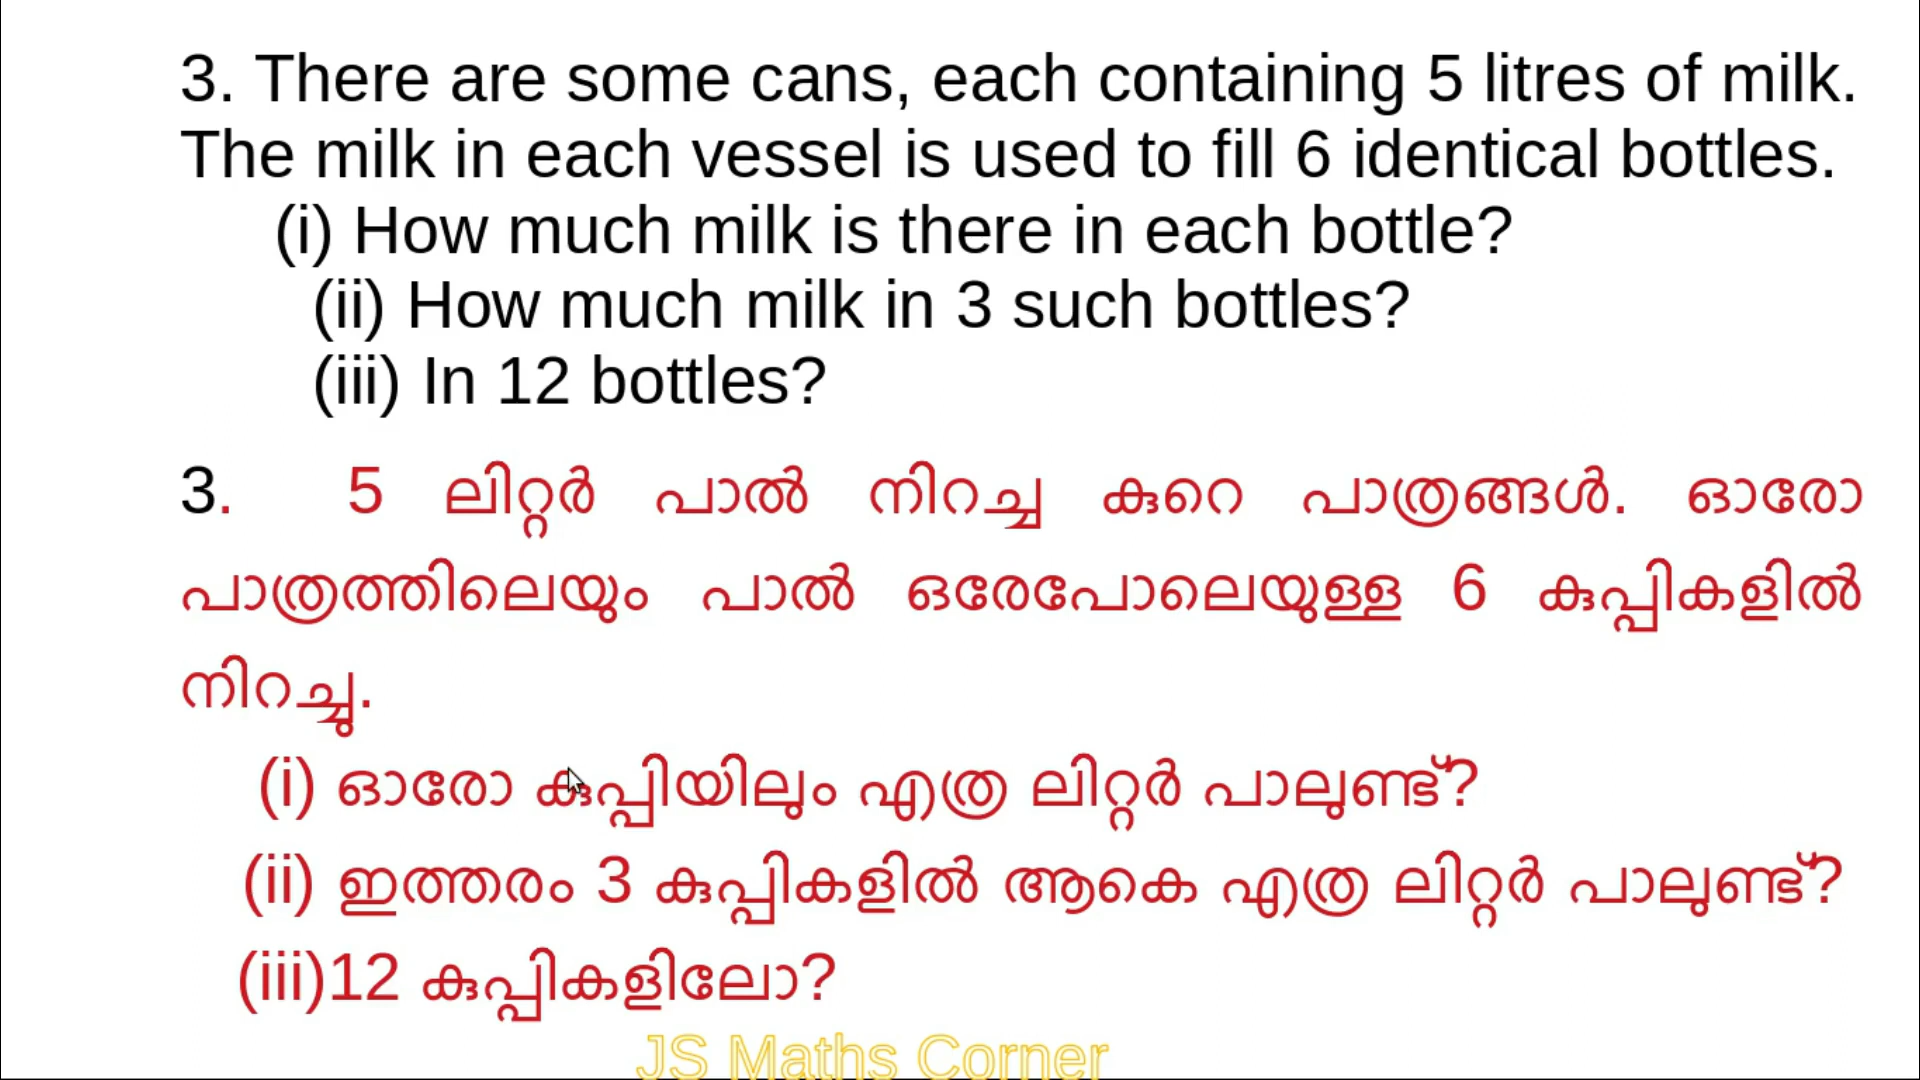 3. There are some cans, each containing 5 litres of milk.
The milk in each vessel is used to fill 6 identical bottles.
(i) How much milk is there in each bottle?
(ii) How much milk in 3 such bottles?
(iii) In 12 bottles?
3. 5 ലിറ്റർ പാൽ നിറച്ച കുറെ പാത്രങ്ങൾ. ഓരോ
പാത്രത്തിലെയും പാൽ ഒരേപോലെയുള്ള 6 കുപ്പികളിൽ
നിറച്ചു.
(i) ഓരോ കുപ്പിയിലും എത്ര ലിറ്റർ പാലുണ്ട്?
(ii) ഇത്തരം 3 കുപ്പികളിൽ ആകെ എത്ര ലിറ്റർ പാലുണ്ട്?
(iii)12 കുപ്പികളിലോ?
JS Maths Corner